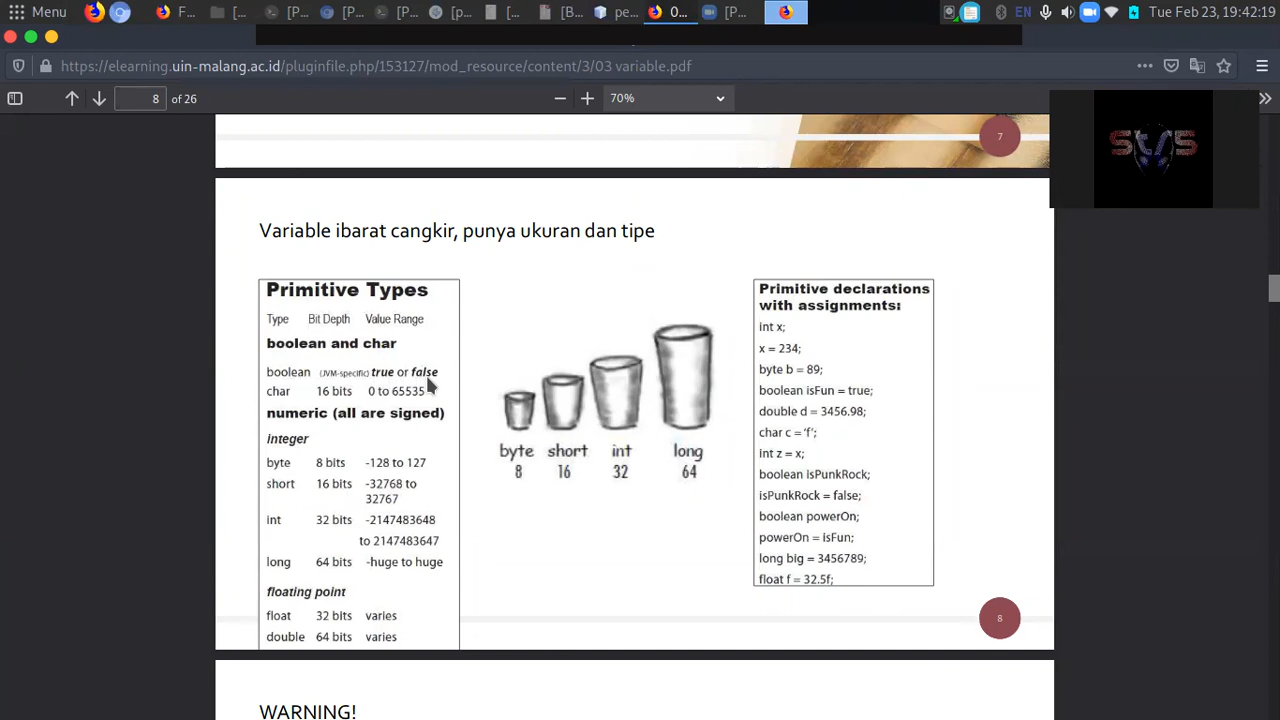 Menu
F...
[...
[P...
[P...
[P...
[p...
[...
[B...
pe...
0...
[P...
EN
Tue Feb 23, 19:42:19
https://elearning.uin-malang.ac.id/pluginfile.php/153127/mod_resource/content/3/03 variable.pdf
8 of 26
70%
STS
7
Variable ibarat cangkir, punya ukuran dan tipe
Primitive Types
Type Bit Depth Value Range
boolean and char
boolean (JVM-specific) true or false
char 16 bits 0 to 65535
numeric (all are signed)
integer
byte 8 bits -128 to 127
short 16 bits -32768 to
32767
int 32 bits -2147483648
to 2147483647
long 64 bits -huge to huge
floating point
float 32 bits varies
double 64 bits varies
byte short int long
8 16 32 64
Primitive declarations
with assignments:
int x;
x = 234;
byte b = 89;
boolean isFun = true;
double d = 3456.98;
char c = ‘f’;
int z = x;
boolean isPunkRock;
isPunkRock = false;
boolean powerOn;
powerOn = isFun;
long big = 3456789;
float f = 32.5f;
8
WARNING!